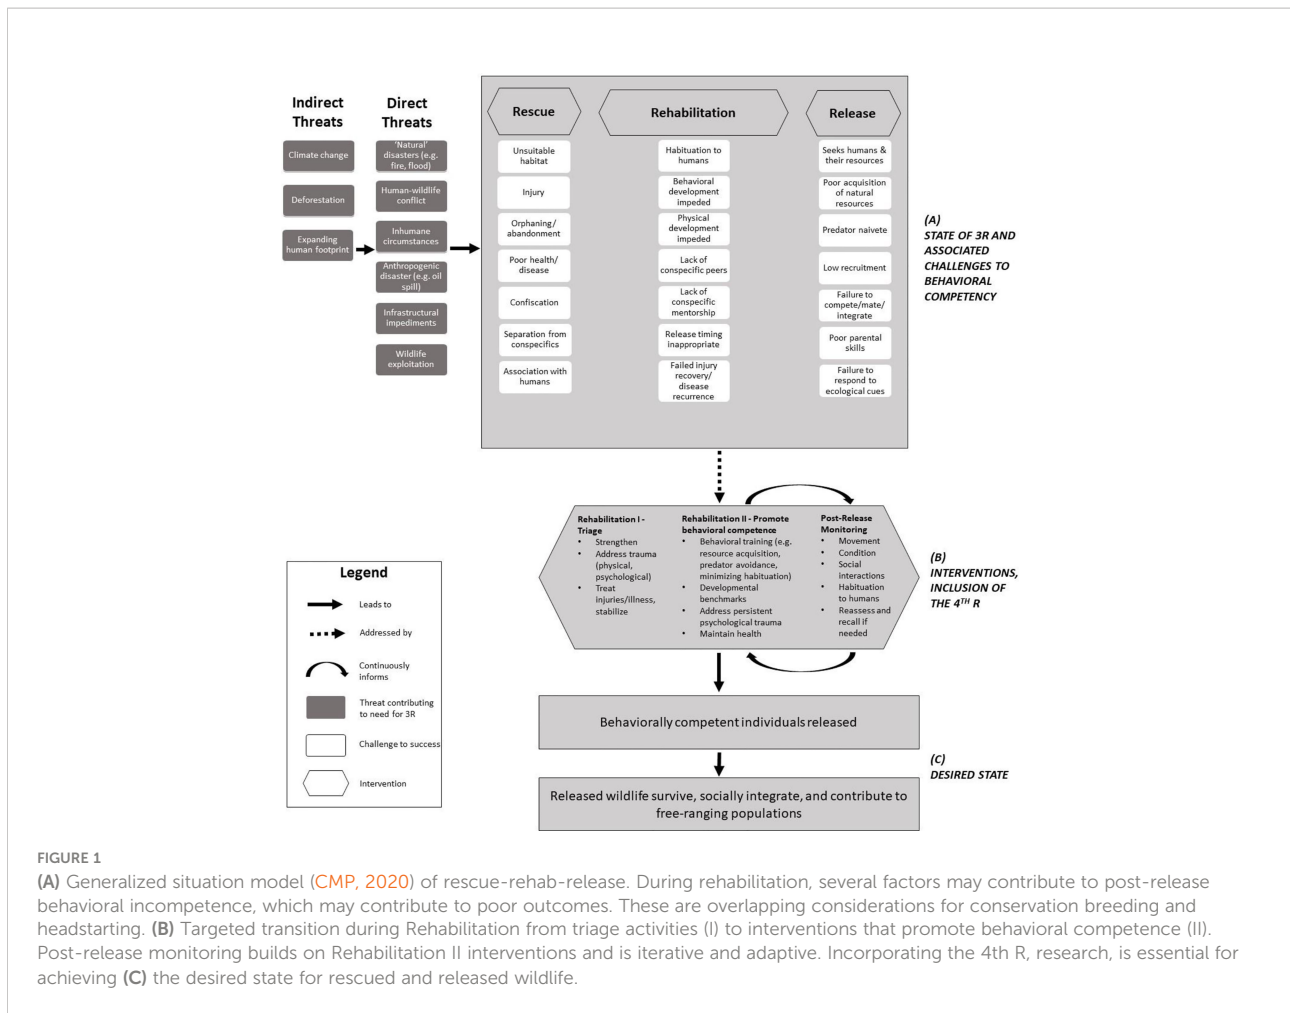 Indirect
Threats
Climate change
Deforestation
Expanding
human footprint
Direct
Threats
'Natural'
disasters (e.g.
fire, flood)
Human-wildlife
conflict
Inhumane
circumstances
Anthropogenic
disaster (e.g. oil
spill)
Infrastructural
impediments
Wildlife
exploitation
Rescue
Unsuitable
habitat
Injury
Orphaning/
abandonment
Poor health/
disease
Confiscation
Separation from
conspecifics
Association with
humans
Rehabilitation
Habituation to
humans
Behavioral
development
impeded
Physical
development
impeded
Lack of
conspecific peers
Lack of
conspecific
mentorship
Release timing
inappropriate
Failed injury
recovery/
disease
recurrence
Release
Seeks humans &
their resources
Poor acquisition
of natural
resources
Predator naivete
Low recruitment
Failure to
compete/mate/
integrate
Poor parental
skills
Failure to
respond to
ecological cues
(A)
STATE OF 3R AND
ASSOCIATED
CHALLENGES TO
BEHAVIORAL
COMPETENCY
Rehabilitation I -
Triage
• Strengthen
• Address trauma
(physical,
psychological)
• Treat
injuries/illness,
stabilize
Rehabilitation II - Promote
behavioral competence
• Behavioral training (e.g.
resource acquisition,
predator avoidance,
minimizing habituation)
• Developmental
benchmarks
• Address persistent
psychological trauma
• Maintain health
Post-Release
Monitoring
• Movement
• Condition
• Social
interactions
• Habituation
to humans
• Reassess and
recall if
needed
(B)
INTERVENTIONS,
INCLUSION OF
THE 4TH R
Legend
Leads to
Addressed by
Continuously
informs
Threat contributing
to need for 3R
Challenge to success
Intervention
Behaviorally competent individuals released
(C)
DESIRED STATE
Released wildlife survive, socially integrate, and contribute to
free-ranging populations
FIGURE 1
(A) Generalized situation model (CMP, 2020) of rescue-rehab-release. During rehabilitation, several factors may contribute to post-release
behavioral incompetence, which may contribute to poor outcomes. These are overlapping considerations for conservation breeding and
headstarting. (B) Targeted transition during Rehabilitation from triage activities (I) to interventions that promote behavioral competence (II).
Post-release monitoring builds on Rehabilitation II interventions and is iterative and adaptive. Incorporating the 4th R, research, is essential for
achieving (C) the desired state for rescued and released wildlife.